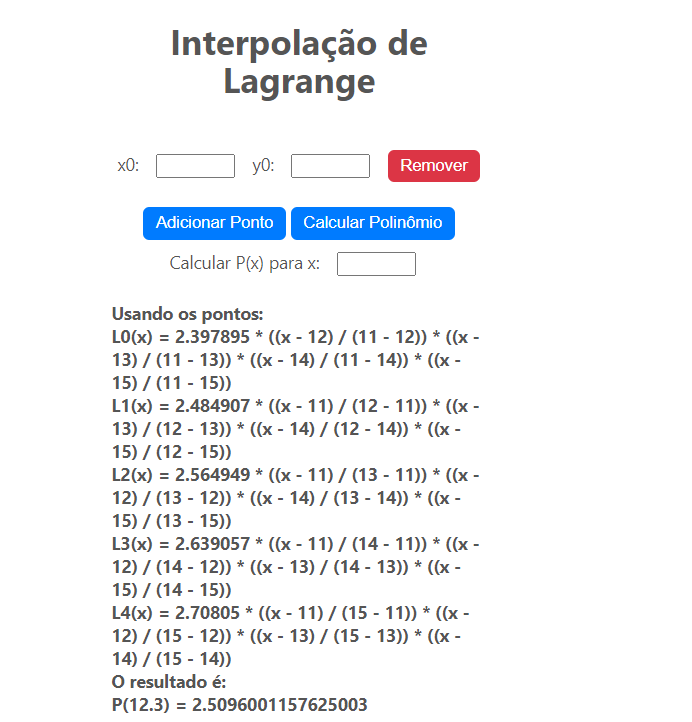 Interpolação de
Lagrange
x0: y0: Remover
Adicionar Ponto Calcular Polinômio
Calcular P(x) para x:
Usando os pontos:
L0(x) = 2.397895 * ((x - 12) / (11 - 12)) * ((x -
13) / (11 - 13)) * ((x - 14) / (11 - 14)) * ((x -
15) / (11 - 15))
L1(x) = 2.484907 * ((x - 11) / (12 - 11)) * ((x -
13) / (12 - 13)) * ((x - 14) / (12 - 14)) * ((x -
15) / (12 - 15))
L2(x) = 2.564949 * ((x - 11) / (13 - 11)) * ((x -
12) / (13 - 12)) * ((x - 14) / (13 - 14)) * ((x -
15) / (13 - 15))
L3(x) = 2.639057 * ((x - 11) / (14 - 11)) * ((x -
12) / (14 - 12)) * ((x - 13) / (14 - 13)) * ((x -
15) / (14 - 15))
L4(x) = 2.70805 * ((x - 11) / (15 - 11)) * ((x -
12) / (15 - 12)) * ((x - 13) / (15 - 13)) * ((x -
14) / (15 - 14))
O resultado é:
P(12.3) = 2.5096001157625003